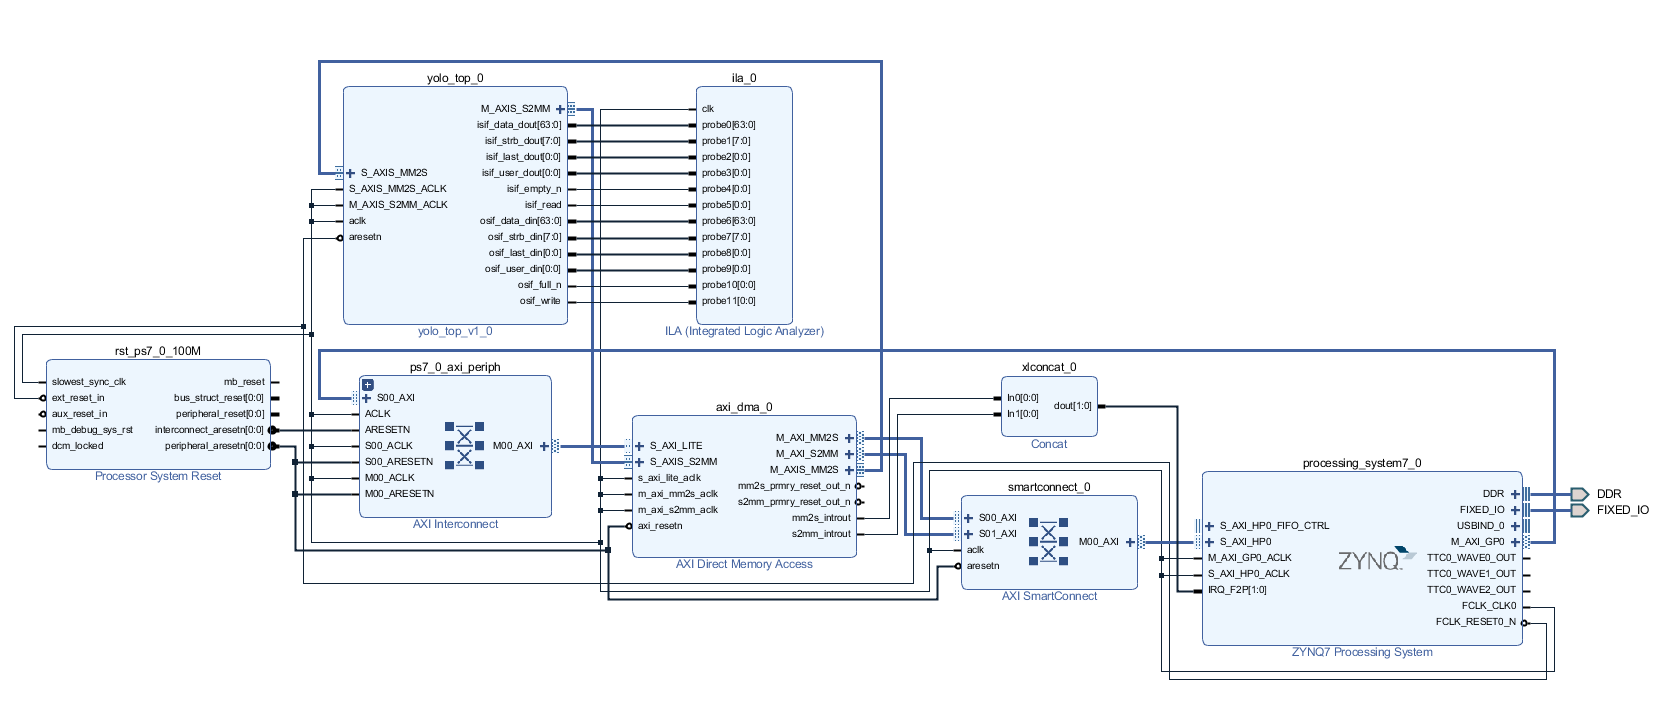 yolo_top_0
M_AXIS_S2MM
isif_data_dout[63:0]
isif_strb_dout[7:0]
isif_last_dout[0:0]
isif_user_dout[0:0]
isif_empty_n
isif_read
osif_data_din[63:0]
osif_strb_din[7:0]
osif_last_din[0:0]
osif_user_din[0:0]
osif_full_n
osif_write
S_AXIS_MM2S
S_AXIS_MM2S_ACLK
M_AXIS_S2MM_ACLK
aclk
aresetn
yolo_top_v1_0
ila_0
clk
probe0[63:0]
probe1[7:0]
probe2[0:0]
probe3[0:0]
probe4[0:0]
probe5[0:0]
probe6[63:0]
probe7[7:0]
probe8[0:0]
probe9[0:0]
probe10[0:0]
probe11[0:0]
ILA (Integrated Logic Analyzer)
rst_ps7_0_100M
slowest_sync_clk
ext_reset_in
aux_reset_in
mb_debug_sys_rst
dcm_locked
mb_reset
bus_struct_reset[0:0]
peripheral_reset[0:0]
interconnect_aresetn[0:0]
peripheral_aresetn[0:0]
Processor System Reset
ps7_0_axi_periph
S00_AXI
ACLK
ARESETN
S00_ACLK
S00_ARESETN
M00_ACLK
M00_ARESETN
M00_AXI
AXI Interconnect
axi_dma_0
S_AXI_LITE
S_AXIS_S2MM
s_axi_lite_aclk
m_axi_mm2s_aclk
m_axi_s2mm_aclk
axi_resetn
M_AXI_MM2S
M_AXI_S2MM
M_AXIS_MM2S
mm2s_prmry_reset_out_n
s2mm_prmry_reset_out_n
mm2s_introut
s2mm_introut
AXI Direct Memory Access
xlconcat_0
In0[0:0]
In1[0:0]
dout[1:0]
Concat
smartconnect_0
S00_AXI
S01_AXI
aclk
aresetn
M00_AXI
AXI SmartConnect
processing_system7_0
S_AXI_HP0_FIFO_CTRL
S_AXI_HP0
M_AXI_GP0_ACLK
S_AXI_HP0_ACLK
IRQ_F2P[1:0]
ZYNQ
DDR
FIXED_IO
USBIND_0
M_AXI_GP0
TTC0_WAVE0_OUT
TTC0_WAVE1_OUT
TTC0_WAVE2_OUT
FCLK_CLK0
FCLK_RESET0_N
ZYNQ7 Processing System
DDR
FIXED_IO